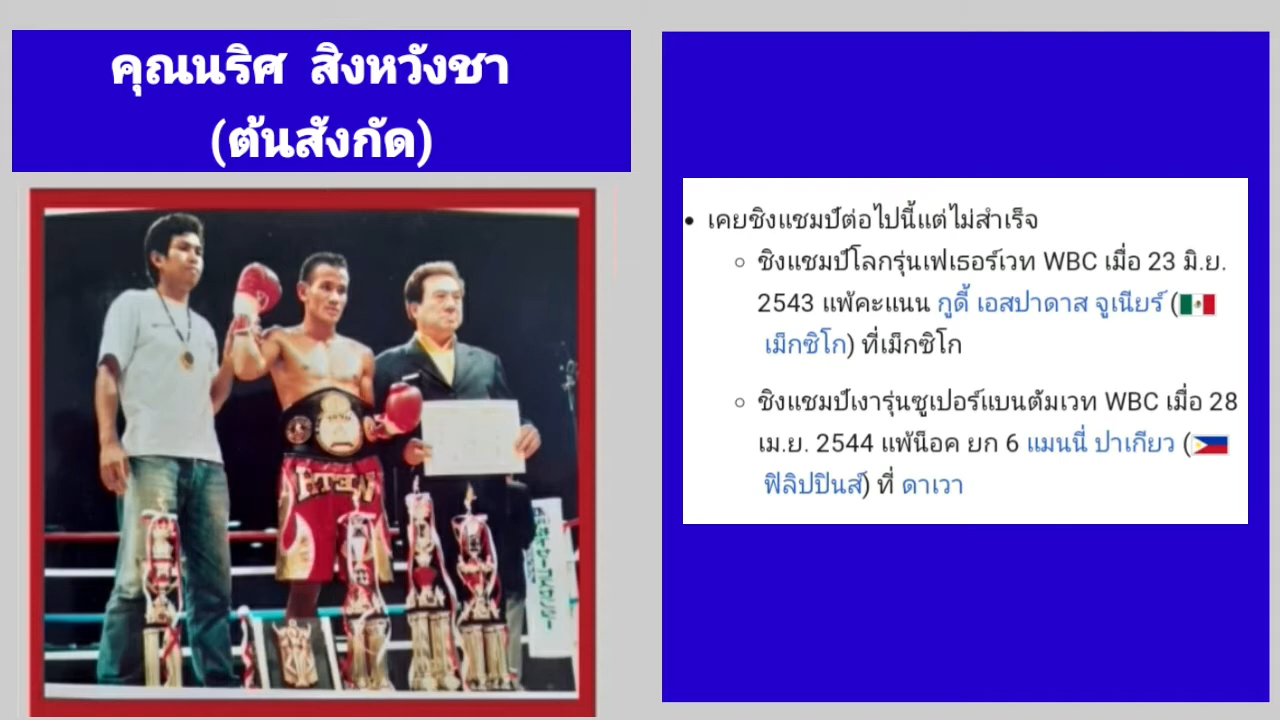 คุณนริศ สิงหวังชา
(ต้นสังกัด)
• เคยชิงแชมป์ต่อไปนี้แต่ไม่สำเร็จ
○ ชิงแชมป์โลกรุ่นเฟเธอร์เวท WBC เมื่อ 23 มิ.ย.
2543 แพ้คะแนน กูตี้ เอสปาดาส จูเนียร์ (
เม็กซิโก) ที่เม็กซิโก
○ ชิงแชมป์เงารุ่นซูเปอร์แบนตัมเวท WBC เมื่อ 28
เม.ย. 2544 แพ้น็อค ยก 6 แมนนี่ ปาเกียว (
ฟิลิปปินส์) ที่ ดาเวา